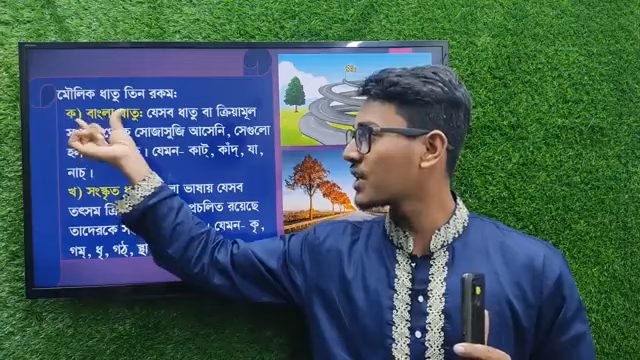 মৌলিক ধাতু তিন রকম:
ক) বাংলা ধাতু: যেসব ধাতু বা ক্রিয়ামূল
সোজাসুজি আসেনি, সেগুলো
যেমন- কাট্, কাঁদ্, যা,
নাচ্।
খ) সংস্কৃত ভাষায় যেসব
তৎসম প্রচলিত রয়েছে
তাদেরকে যেমন- কৃ,
গম্, ধৃ, গঠ্, স্থা